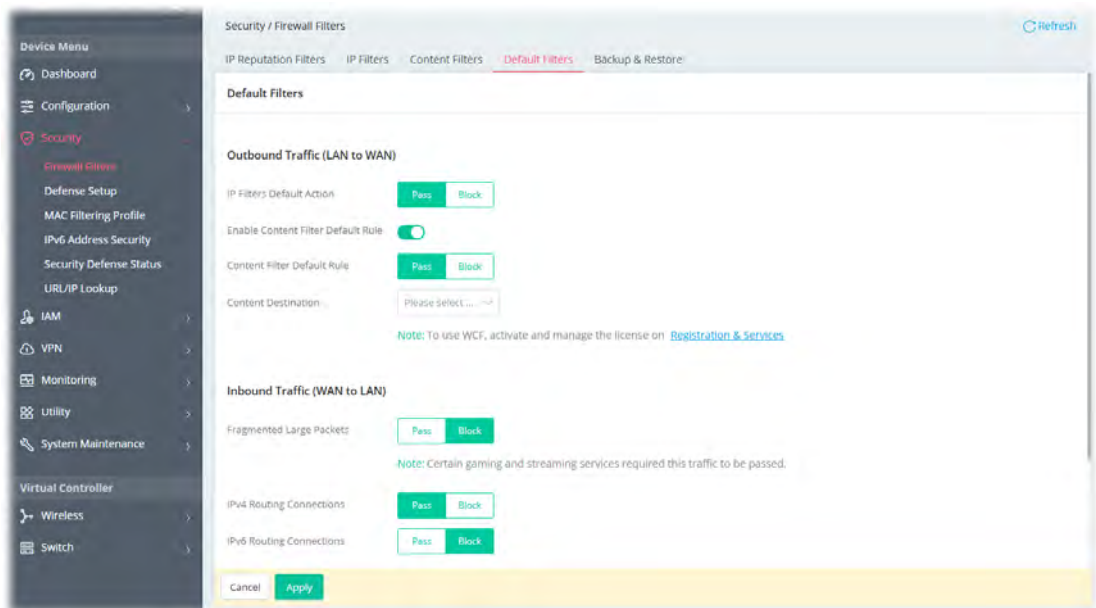 Security / Firewall Filters
Refresh
Device Menu
Dashboard
Configuration
Security
Firewall Filters
Defense Setup
MAC Filtering Profile
IPv6 Address Security
Security Defense Status
URL/IP Lookup
IAM
VPN
Monitoring
Utility
System Maintenance
Virtual Controller
Wireless
Switch
IP Reputation Filters IP Filters Content Filters Default Filters Backup & Restore
Default Filters
Outbound Traffic (LAN to WAN)
IP Filters Default Action Pass Block
Enable Content Filter Default Rule
Content Filter Default Rule Pass Block
Content Destination Please select ...
Note: To use WCF, activate and manage the license on Registration & Services
Inbound Traffic (WAN to LAN)
Fragmented Large Packets Pass Block
Note: Certain gaming and streaming services required this traffic to be passed.
IPv4 Routing Connections Pass Block
IPv6 Routing Connections Pass Block
Cancel Apply